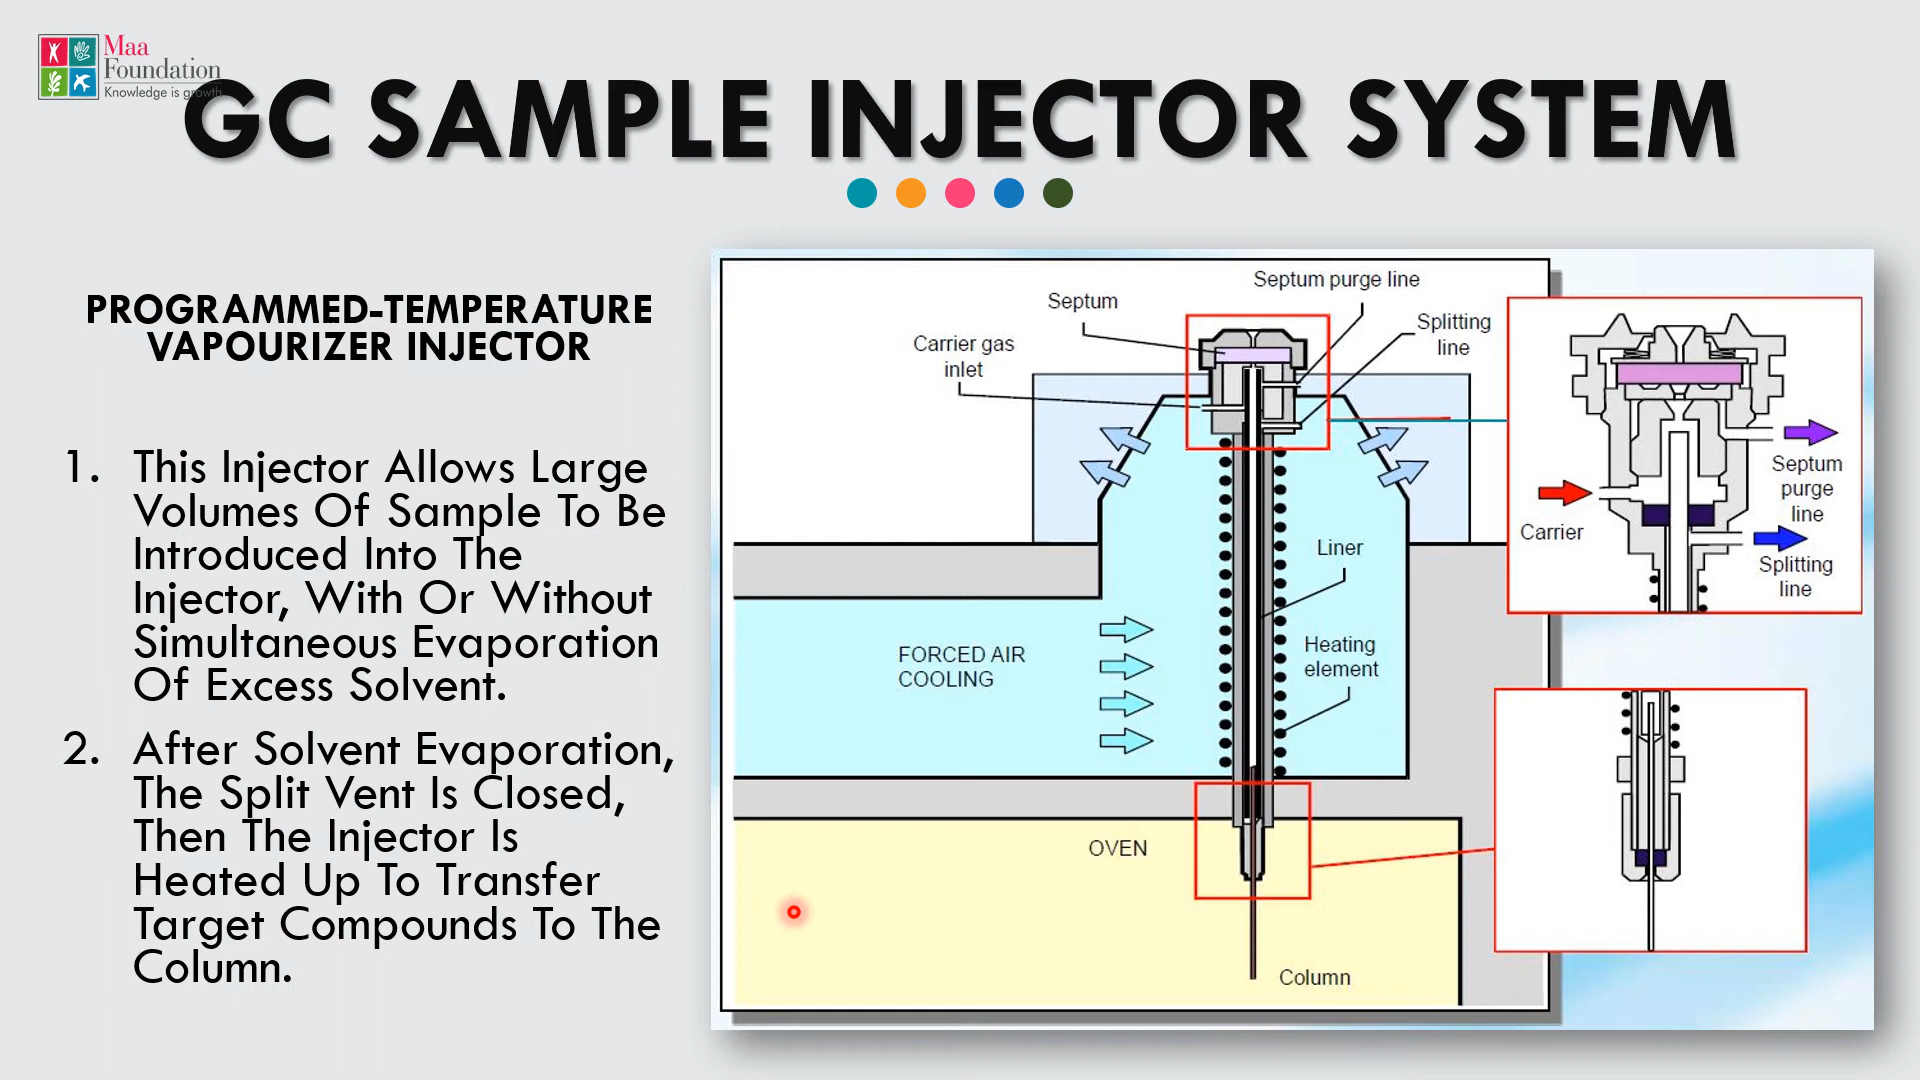 Maa
Foundation
Knowledge is growth
GC SAMPLE INJECTOR SYSTEM
PROGRAMMED-TEMPERATURE
VAPOURIZER INJECTOR
1. This Injector Allows Large
Volumes Of Sample To Be
Introduced Into The
Injector, With Or Without
Simultaneous Evaporation
Of Excess Solvent.
2. After Solvent Evaporation,
The Split Vent Is Closed,
Then The Injector Is
Heated Up To Transfer
Target Compounds To The
Column.
Septum purge line
Septum
Splitting
line
Carrier gas
inlet
Liner
Heating
element
FORCED AIR
COOLING
OVEN
Column
Septum
purge
line
Carrier
Splitting
line